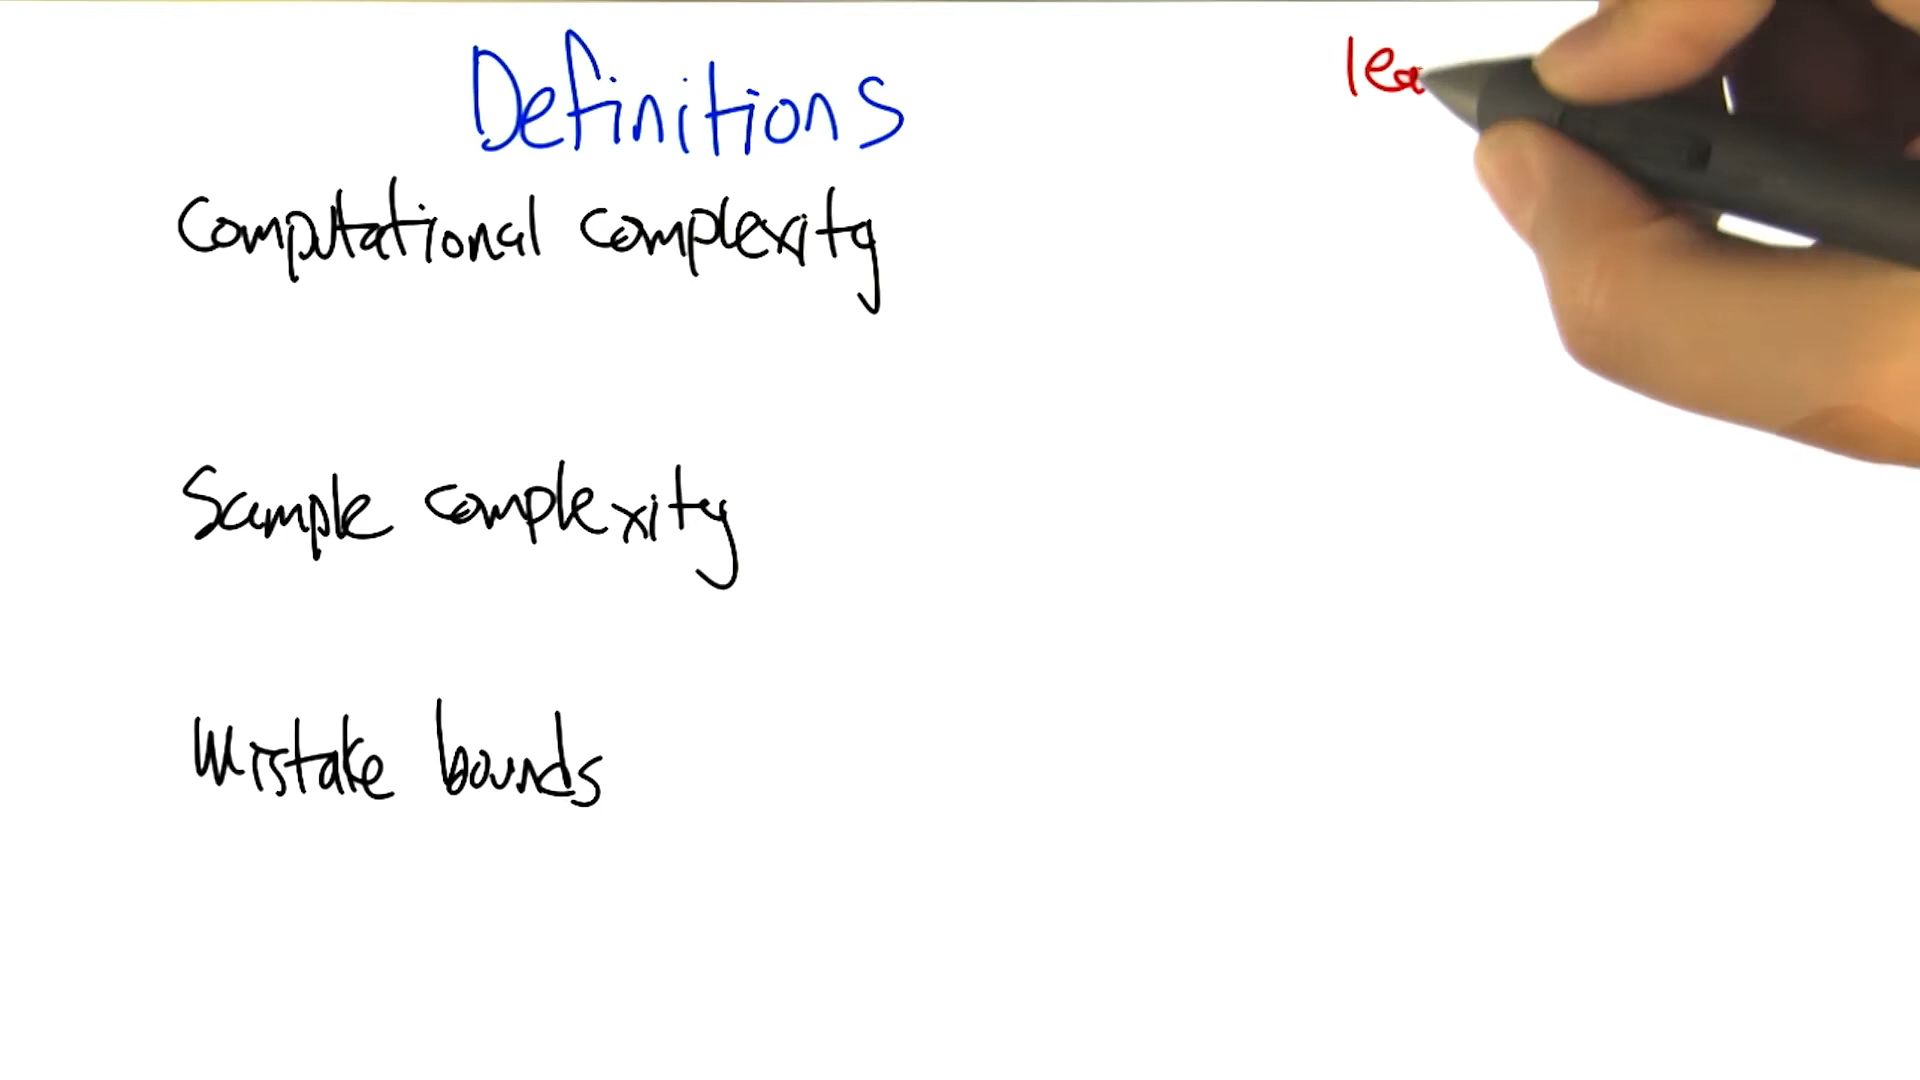 Definitions
lea
Computational complexity
Sample complexity
Mistake bounds